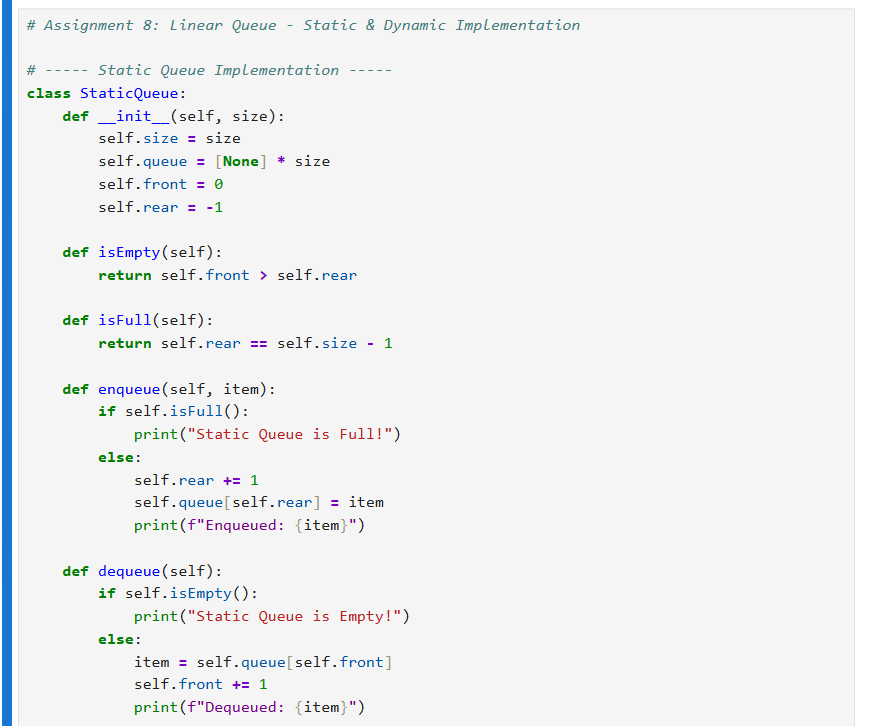 # Assignment 8: Linear Queue - Static & Dynamic Implementation
# ----- Static Queue Implementation -----
class StaticQueue:
    def __init__(self, size):
        self.size = size
        self.queue = [None] * size
        self.front = 0
        self.rear = -1
    def isEmpty(self):
        return self.front > self.rear
    def isFull(self):
        return self.rear == self.size - 1
    def enqueue(self, item):
        if self.isFull():
            print("Static Queue is Full!")
        else:
            self.rear += 1
            self.queue[self.rear] = item
            print(f"Enqueued: {item}")
    def dequeue(self):
        if self.isEmpty():
            print("Static Queue is Empty!")
        else:
            item = self.queue[self.front]
            self.front += 1
            print(f"Dequeued: {item}")